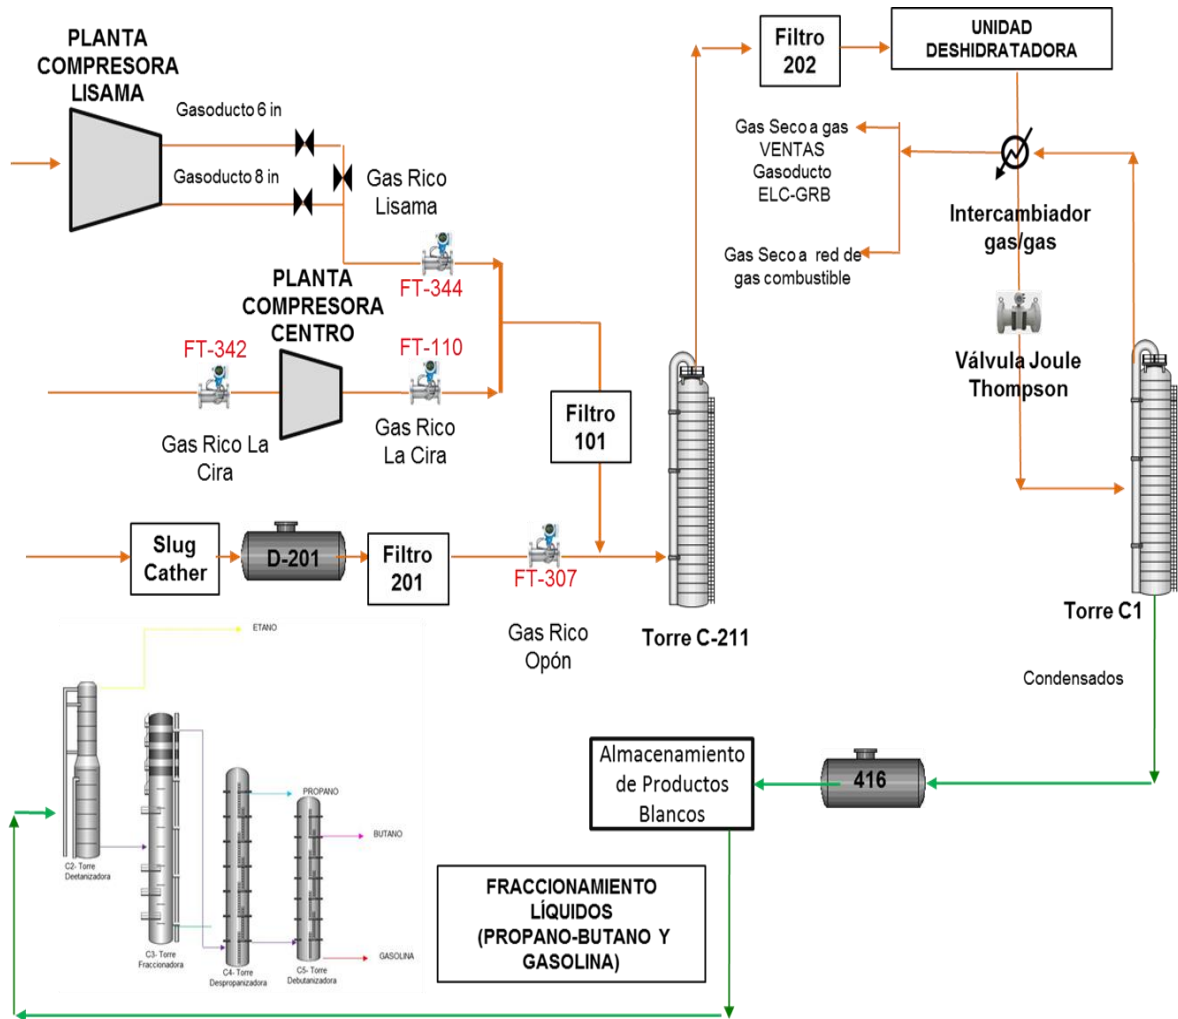 PLANTA
COMPRESORA
LISAMA
Gasoducto 6 in
Gasoducto 8 in
Gas Rico
Lisama
FT-344
PLANTA
COMPRESORA
CENTRO
FT-342
FT-110
Gas Rico La
Cira
Gas Rico
La Cira
Filtro
101
Slug
Cather
D-201
Filtro
201
FT-307
Gas Rico
Opón
Torre C-211
Filtro
202
UNIDAD
DESHIDRATADORA
Gas Seco a gas
VENTAS
Gasoducto
ELC-GRB
Gas Seco a red de
gas combustible
Intercambiador
gas/gas
Válvula Joule
Thompson
Torre C1
Condensados
416
Almacenamiento
de Productos
Blancos
FRACCIONAMIENTO
LÍQUIDOS
(PROPANO-BUTANO Y
GASOLINA)
ETANO
C2- Torre
Deetanizadora
C3- Torre
Fraccionadora
C4- Torre
Despropanizadora
PROPANO
BUTANO
GASOLINA
C5- Torre
Debutanizadora